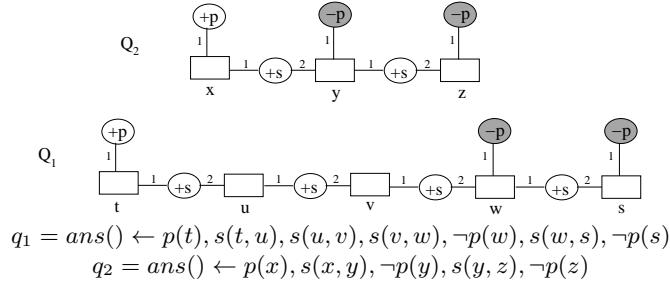 +p −p −p
1 1 1
Q₂
1 +s 2 1 +s 2
x y z
+p −p −p
1 1 1
Q₁
1 +s 2 1 +s 2 1 +s 2 1 +s 2
t u v w s
q₁ = ans() ← p(t), s(t, u), s(u, v), s(v, w), ¬p(w), s(w, s), ¬p(s)
q₂ = ans() ← p(x), s(x, y), ¬p(y), s(y, z), ¬p(z)